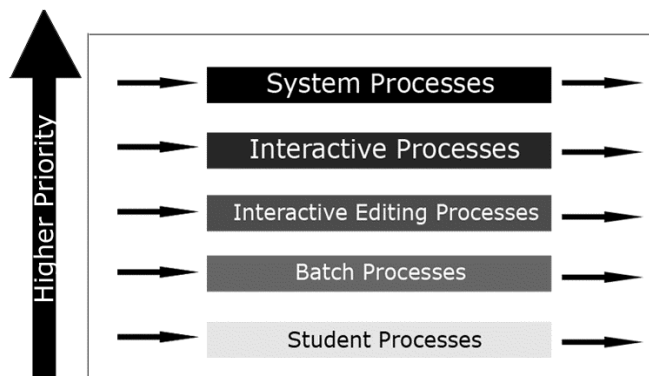 Higher Priority
System Processes
Interactive Processes
Interactive Editing Processes
Batch Processes
Student Processes